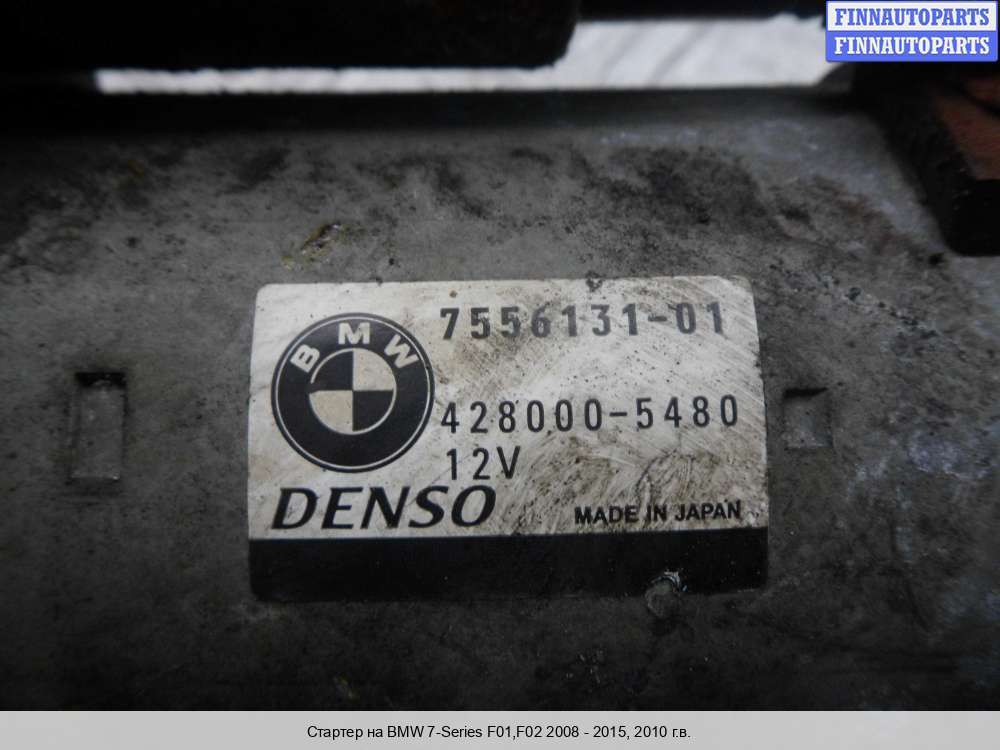 FINNAUTOPARTS
FINNAUTOPARTS
7556131-01
BMW
428000-5480
12V
DENSO
MADE IN JAPAN
Стартер на BMW 7-Series F01,F02 2008 - 2015, 2010 г.в.